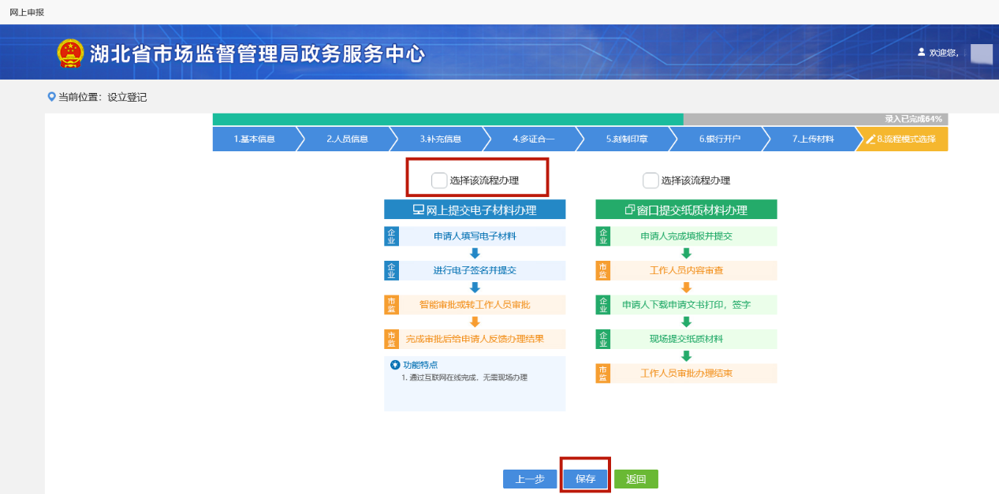 网上申报
湖北省市场监督管理局政务服务中心
欢迎您,
当前位置：设立登记
录入已完成64%
1.基本信息
2.人员信息
3.补充信息
4.多证合一
5.刻制印章
6.银行开户
7.上传材料
8.流程模式选择
选择该流程办理
网上提交电子材料办理
企业
申请人填写电子材料
企业
进行电子签名并提交
市监
智能审批或转工作人员审批
市监
完成审批后给申请人反馈办理结果
功能特点
1. 通过互联网在线完成，无需现场办理
选择该流程办理
窗口提交纸质材料办理
企业
申请人完成填报并提交
市监
工作人员内容审查
企业
申请人下载申请文书打印，签字
企业
现场提交纸质材料
市监
工作人员审批办理结束
上一步
保存
返回